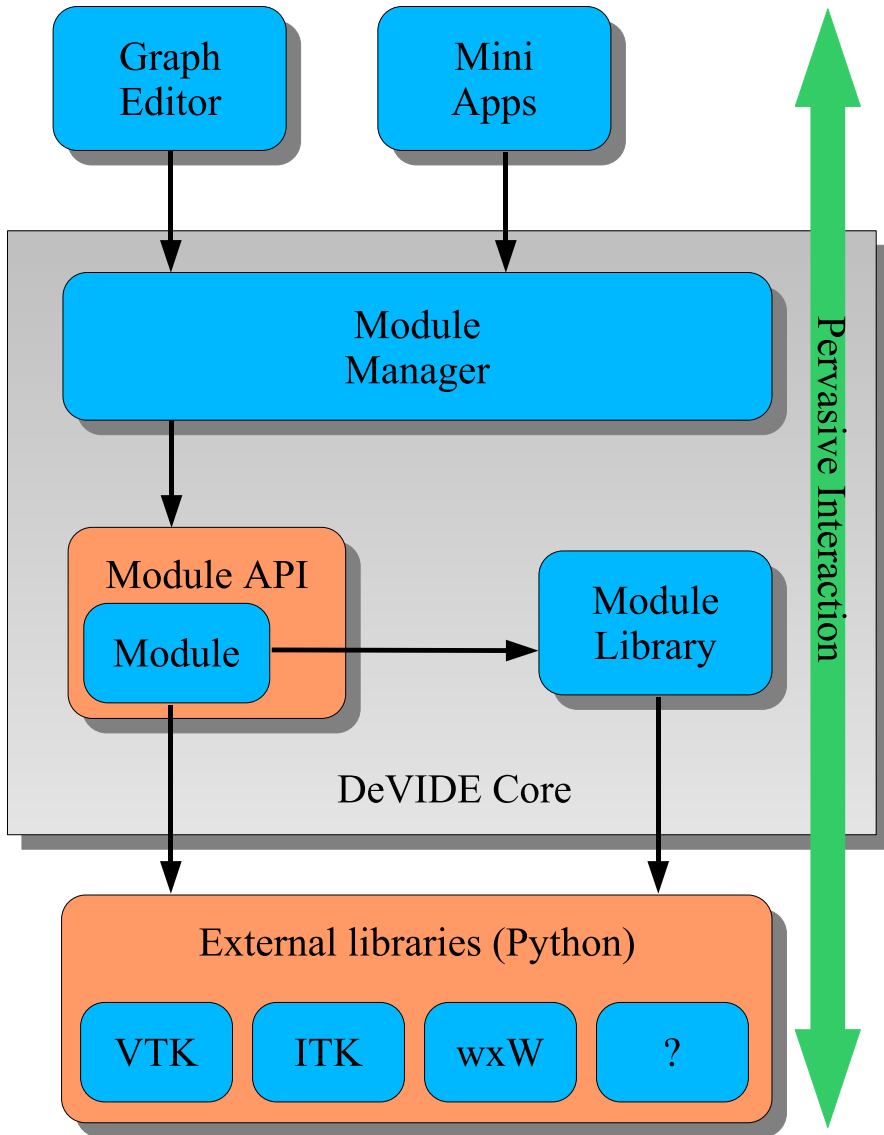 Graph
Editor
Mini
Apps
Module
Manager
Pervasive Interaction
Module API
Module
Module
Library
DeVIDE Core
External libraries (Python)
VTK
ITK
wxW
?